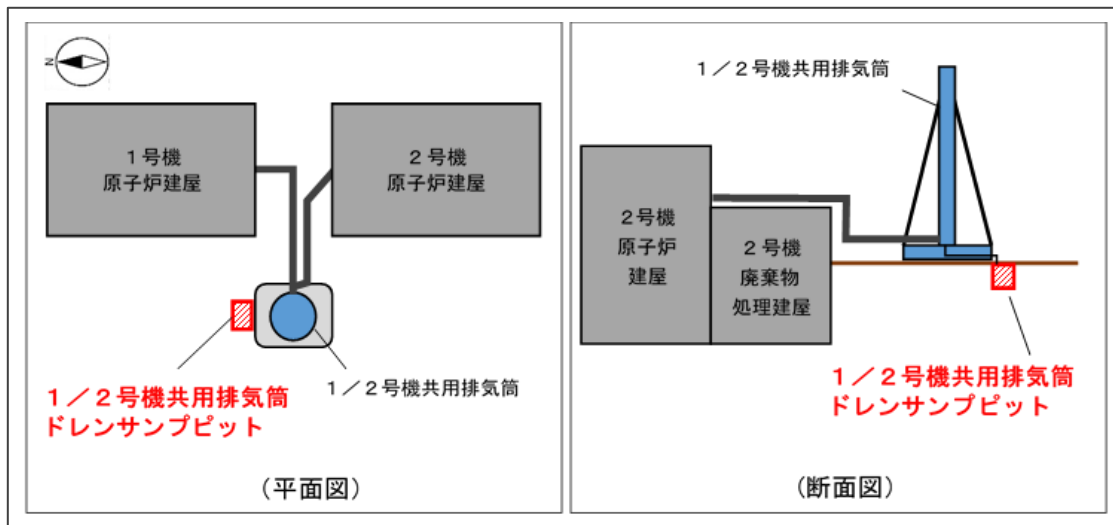 N
1号機
原子炉建屋
2号機
原子炉建屋
1/2号機共用排気筒
ドレンサンプピット
1/2号機共用排気筒
(平面図)
1/2号機共用排気筒
2号機
原子炉
建屋
2号機
廃棄物
処理建屋
1/2号機共用排気筒
ドレンサンプピット
(断面図)